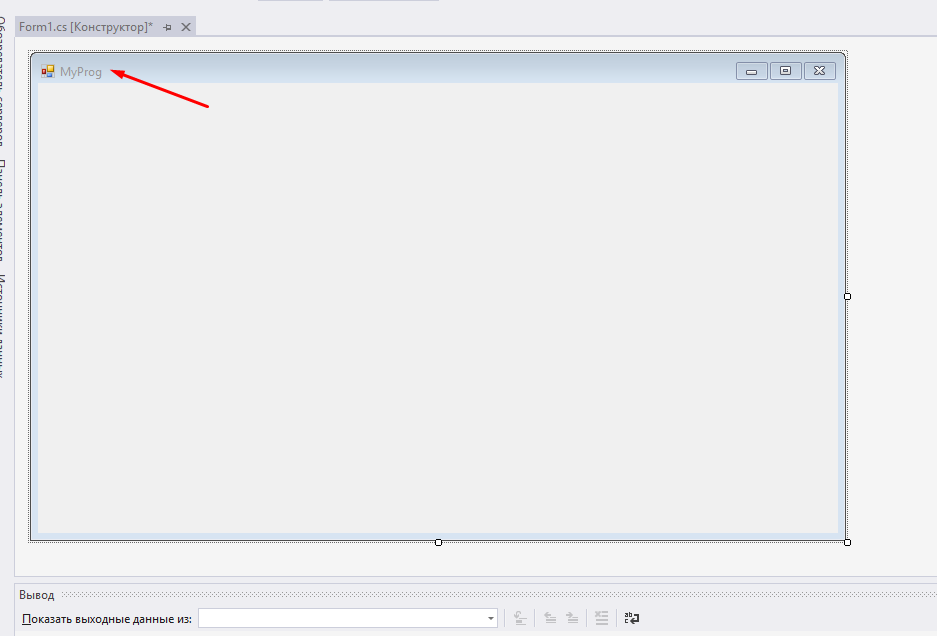 Form1.cs [Конструктор]*
MyProg
Вывод
Показать выходные данные из: